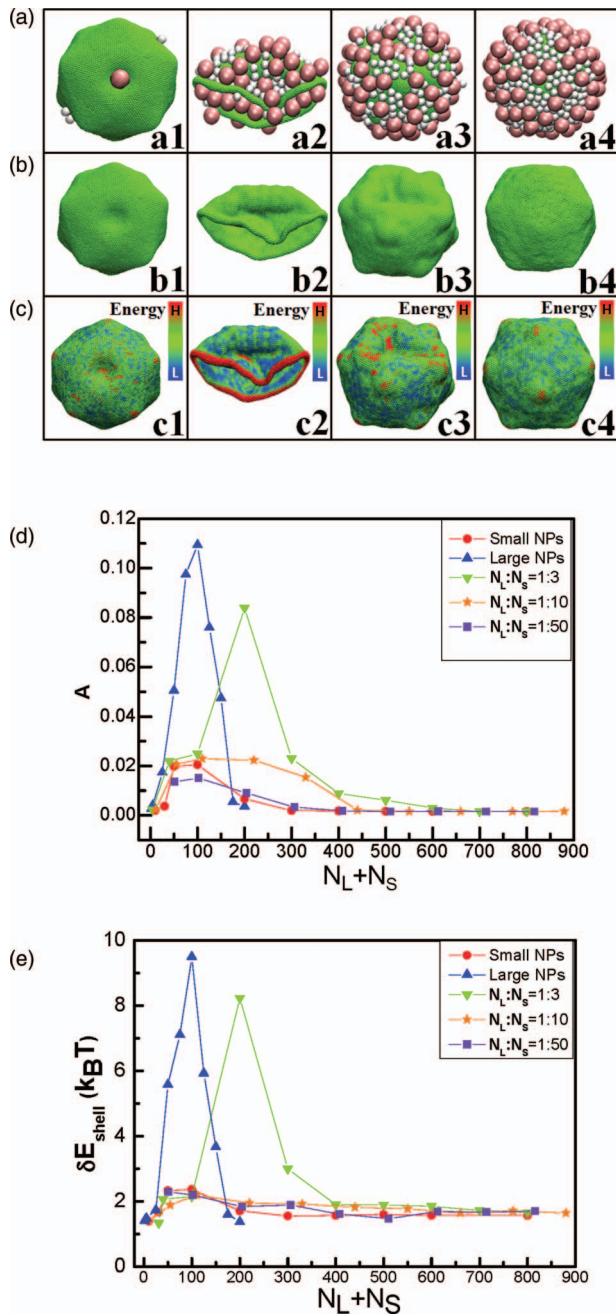 (a)
a1 a2 a3 a4
(b)
b1 b2 b3 b4
(c)
Energy H L Energy H L Energy H L Energy H L
c1 c2 c3 c4
(d)
0.12
0.10
0.08
0.06
0.04
0.02
0.00
A
Small NPs
Large NPs
N_L:N_S=1:3
N_L:N_S=1:10
N_L:N_S=1:50
0 100 200 300 400 500 600 700 800 900
N_L+N_S
(e)
10
8
6
4
2
0
δE_shell (k_BT)
Small NPs
Large NPs
N_L:N_S=1:3
N_L:N_S=1:10
N_L:N_S=1:50
0 100 200 300 400 500 600 700 800 900
N_L+N_S